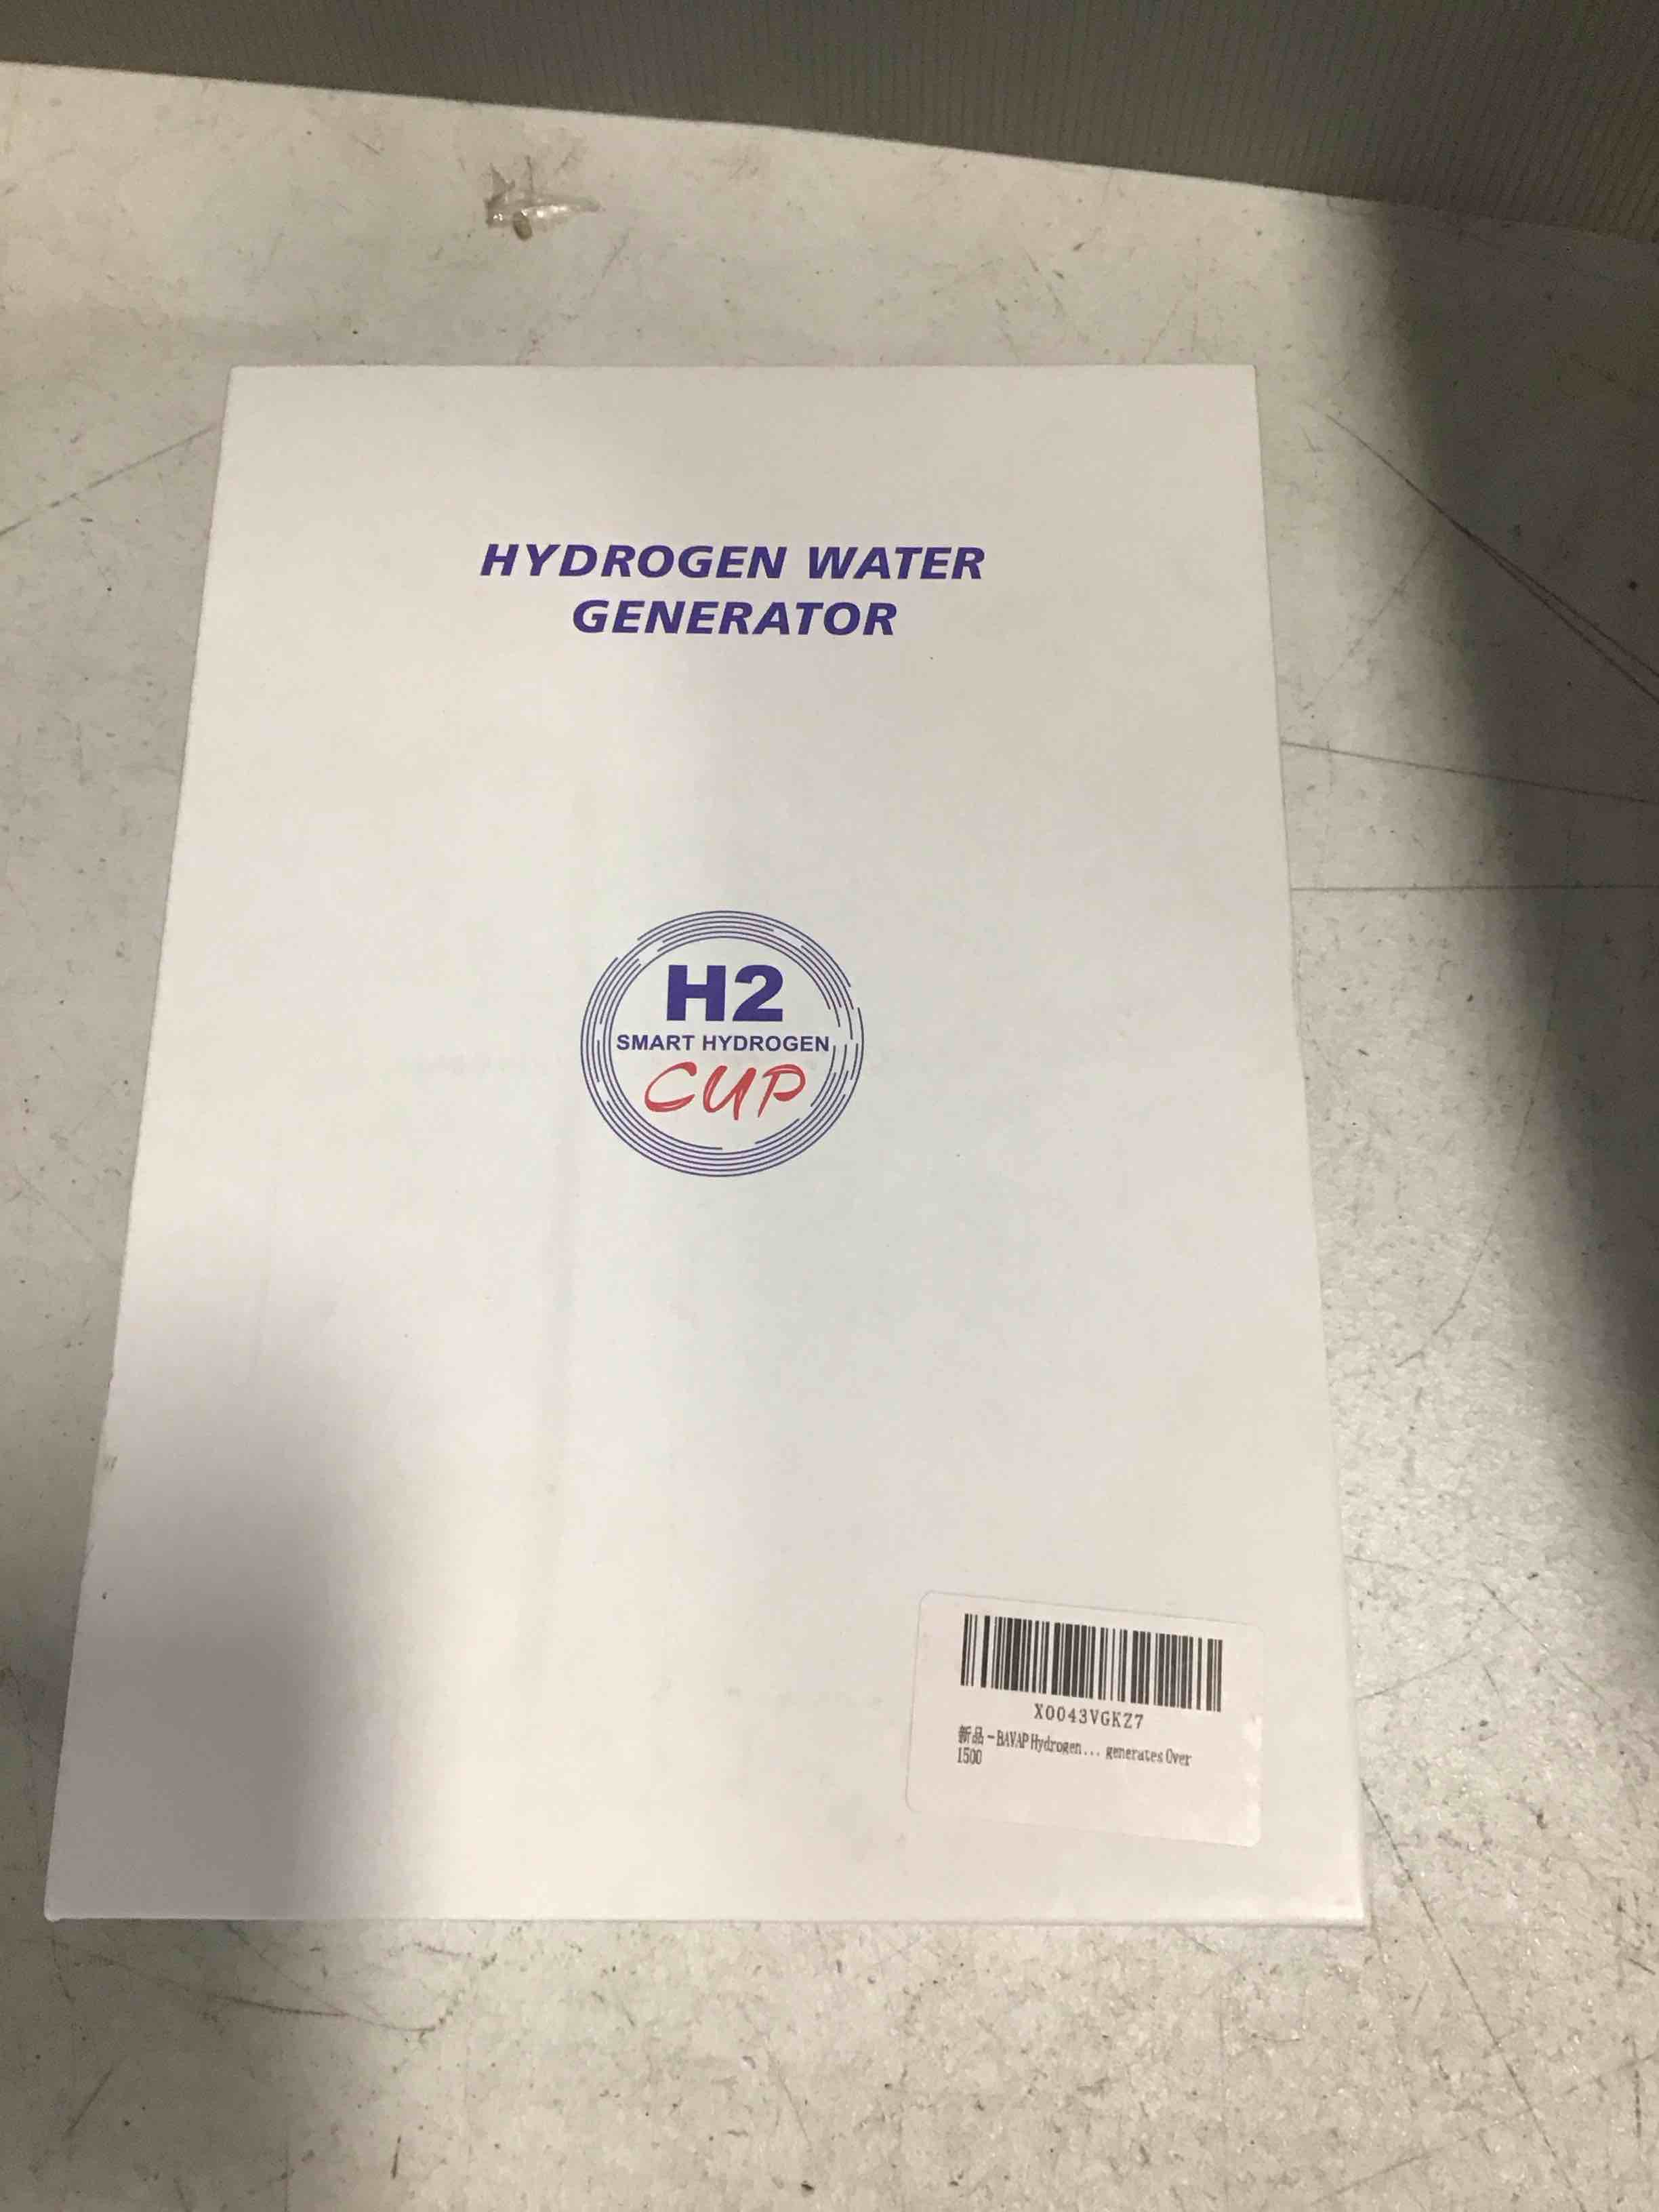 HYDROGEN WATER
GENERATOR
H2
SMART HYDROGEN
CUP
X0043VGKZ7
新品-BAVAP Hydrogen... generates Over
1500